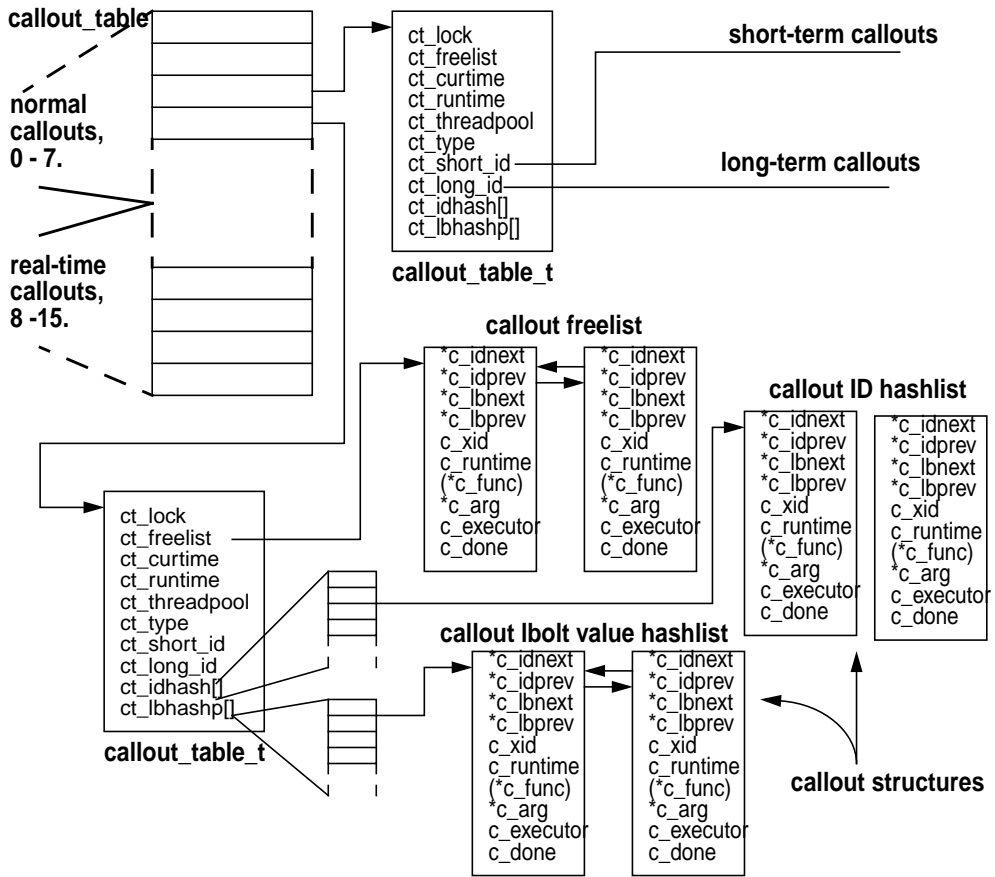 callout_table
normal
callouts,
0 - 7.
real-time
callouts,
8 -15.
ct_lock
ct_freelist
ct_curtime
ct_runtime
ct_threadpool
ct_type
ct_short_id
ct_long_id
ct_idhash[]
ct_lbhashp[]
callout_table_t
short-term callouts
long-term callouts
callout freelist
*c_idnext
*c_idprev
*c_lbnext
*c_lbprev
c_xid
c_runtime
(*c_func)
*c_arg
c_executor
c_done
*c_idnext
*c_idprev
*c_lbnext
*c_lbprev
c_xid
c_runtime
(*c_func)
*c_arg
c_executor
c_done
callout ID hashlist
*c_idnext
*c_idprev
*c_lbnext
*c_lbprev
c_xid
c_runtime
(*c_func)
*c_arg
c_executor
c_done
*c_idnext
*c_idprev
*c_lbnext
*c_lbprev
c_xid
c_runtime
(*c_func)
*c_arg
c_executor
c_done
ct_lock
ct_freelist
ct_curtime
ct_runtime
ct_threadpool
ct_type
ct_short_id
ct_long_id
ct_idhash[]
ct_lbhashp[]
callout_table_t
callout lbolt value hashlist
*c_idnext
*c_idprev
*c_lbnext
*c_lbprev
c_xid
c_runtime
(*c_func)
*c_arg
c_executor
c_done
*c_idnext
*c_idprev
*c_lbnext
*c_lbprev
c_xid
c_runtime
(*c_func)
*c_arg
c_executor
c_done
callout structures